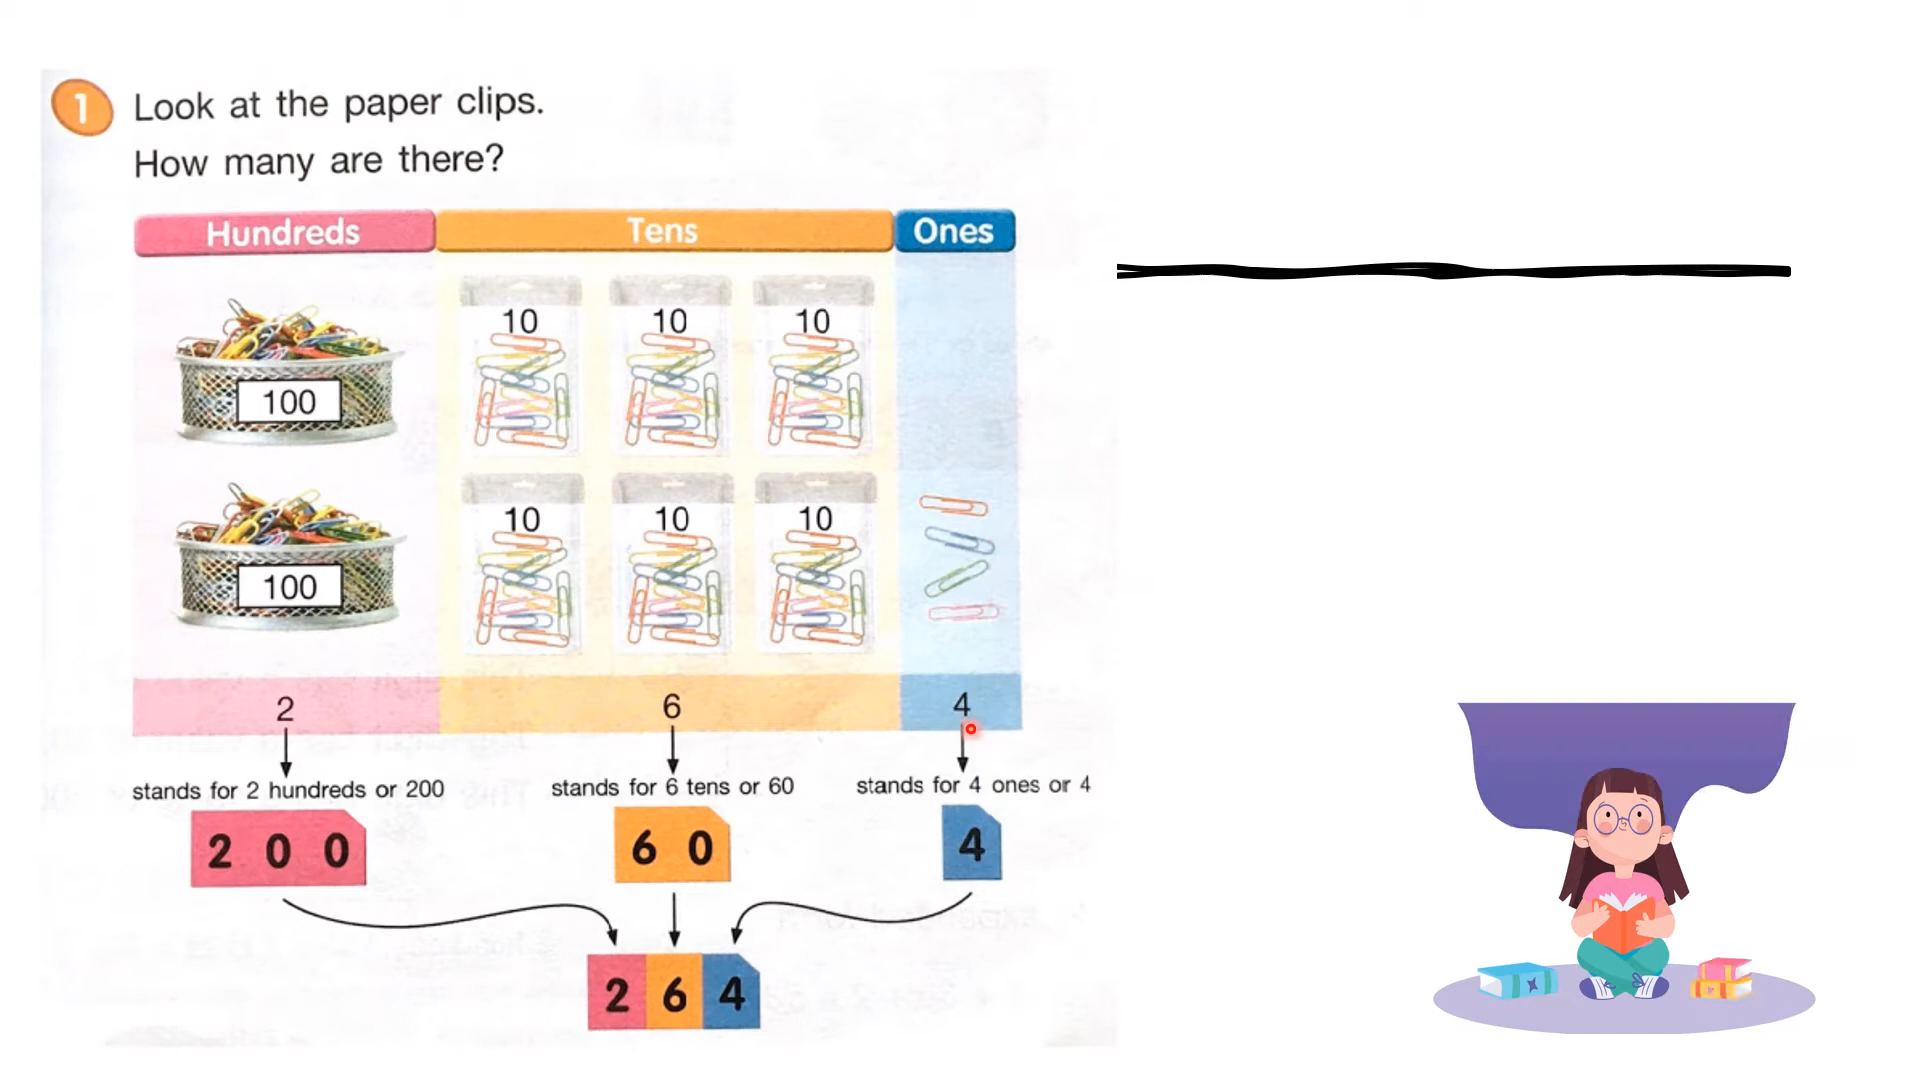 1 Look at the paper clips.
How many are there?
Hundreds Tens Ones
10 10 10
100
10 10 10
100
2 6 4
stands for 2 hundreds or 200 stands for 6 tens or 60 stands for 4 ones or 4
2 0 0 6 0 4
2 6 4